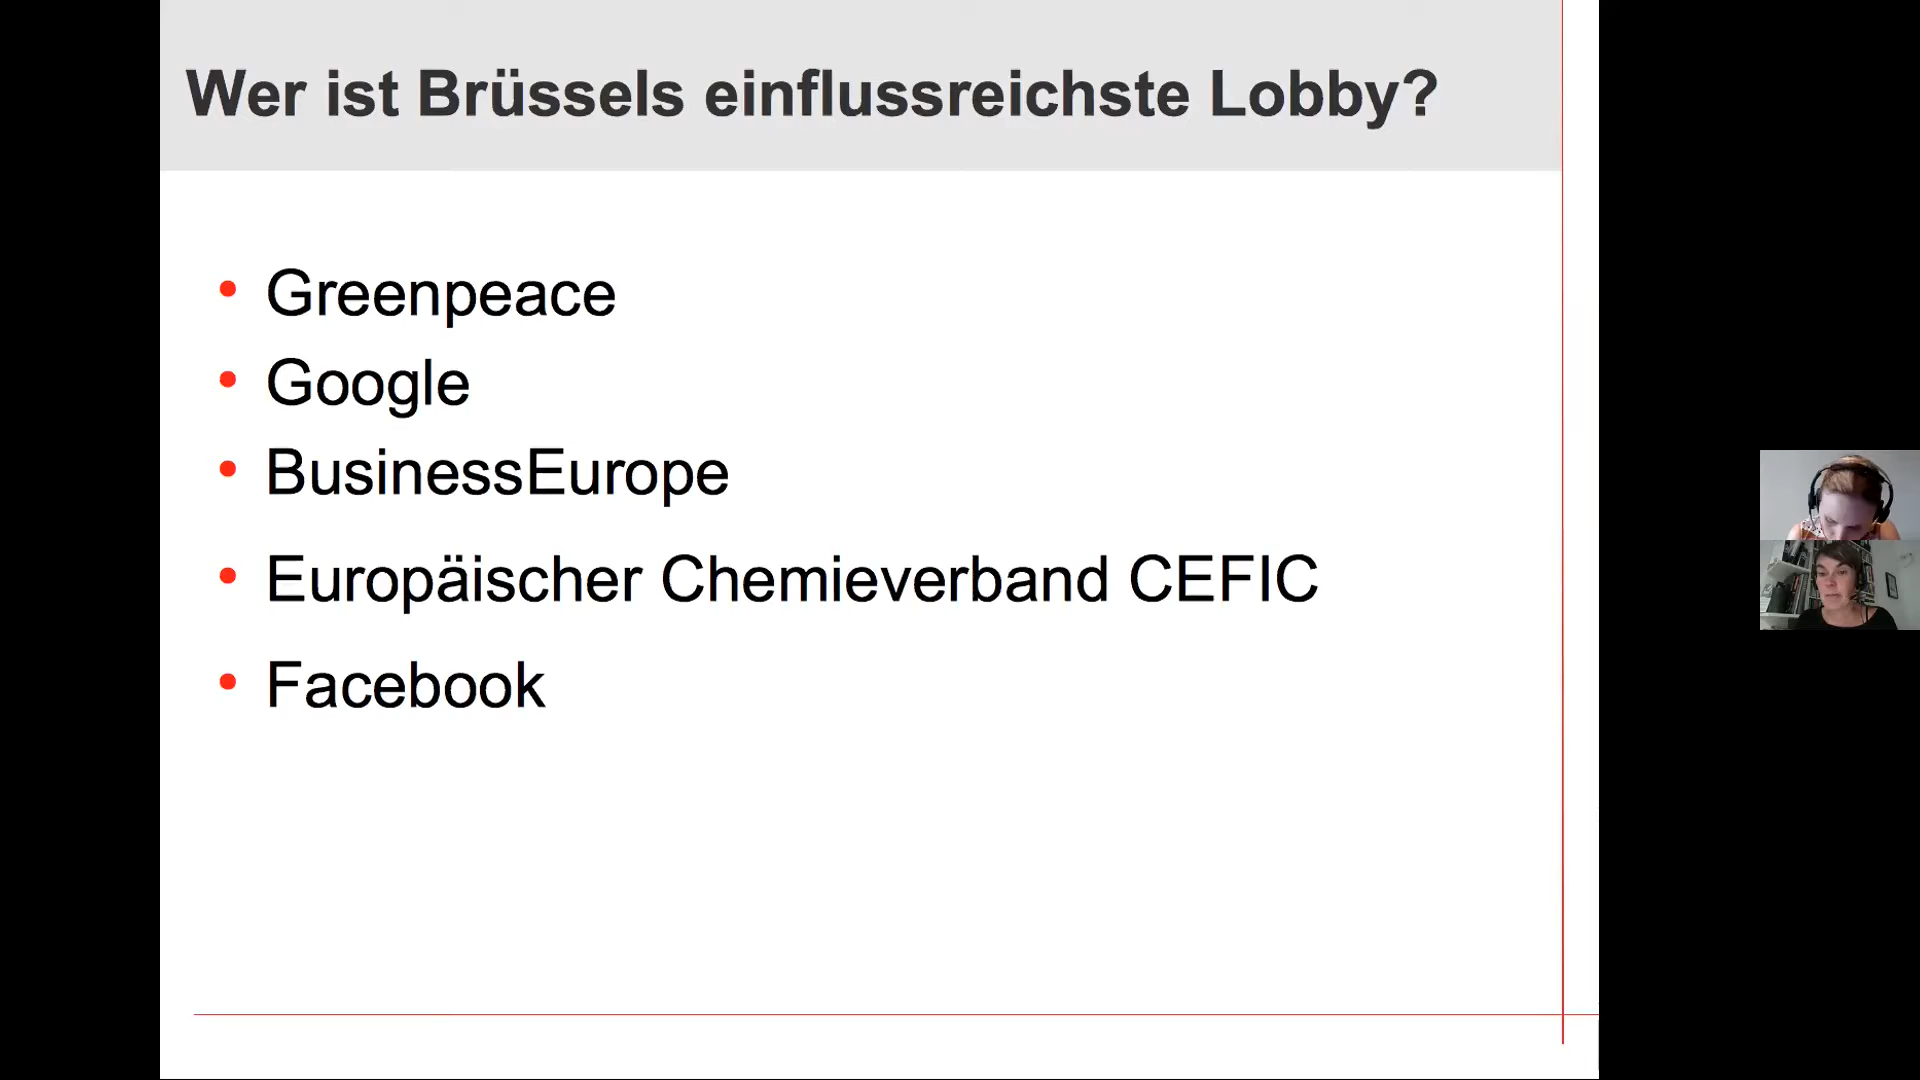 Wer ist Brüssels einflussreichste Lobby?
• Greenpeace
• Google
• BusinessEurope
• Europäischer Chemieverband CEFIC
• Facebook